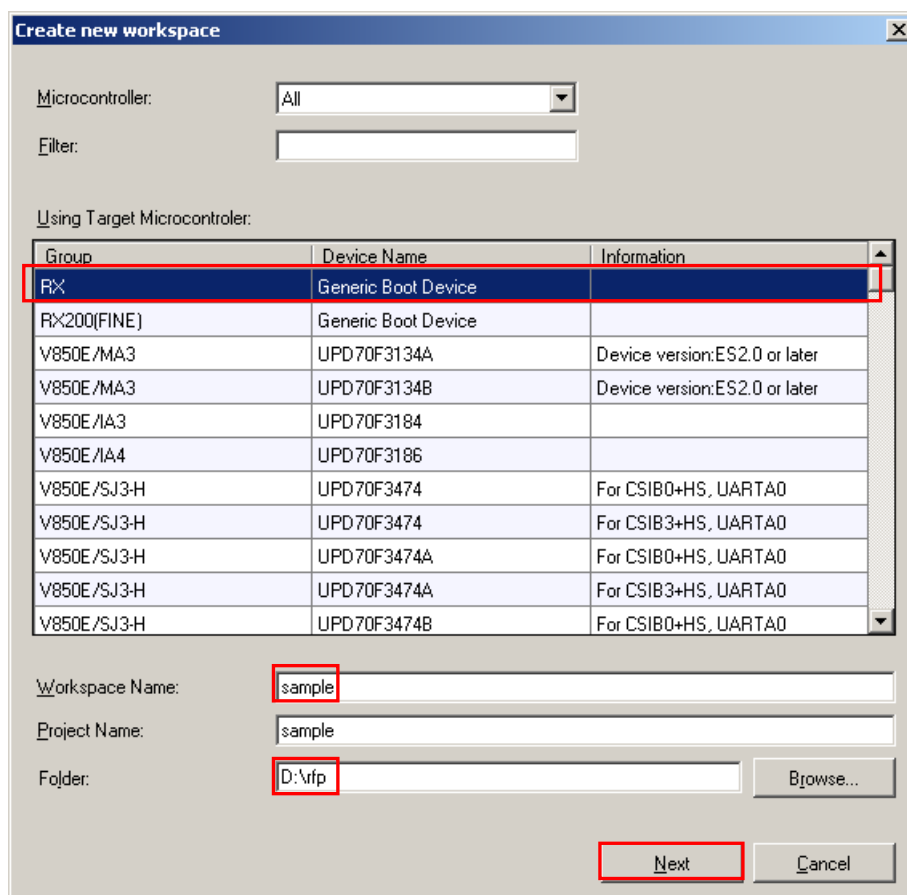 Create new workspace
Microcontroller: All
Filter:
Using Target Microcontroler:
Group Device Name Information
RX Generic Boot Device
RX200(FINE) Generic Boot Device
V850E/MA3 UPD70F3134A Device version:ES2.0 or later
V850E/MA3 UPD70F3134B Device version:ES2.0 or later
V850E/IA3 UPD70F3184
V850E/IA4 UPD70F3186
V850E/SJ3-H UPD70F3474 For CSIB0+HS, UARTA0
V850E/SJ3-H UPD70F3474 For CSIB3+HS, UARTA0
V850E/SJ3-H UPD70F3474A For CSIB0+HS, UARTA0
V850E/SJ3-H UPD70F3474A For CSIB3+HS, UARTA0
V850E/SJ3-H UPD70F3474B For CSIB0+HS, UARTA0
Workspace Name: sample
Project Name: sample
Folder: D:\rfp Browse...
Next Cancel